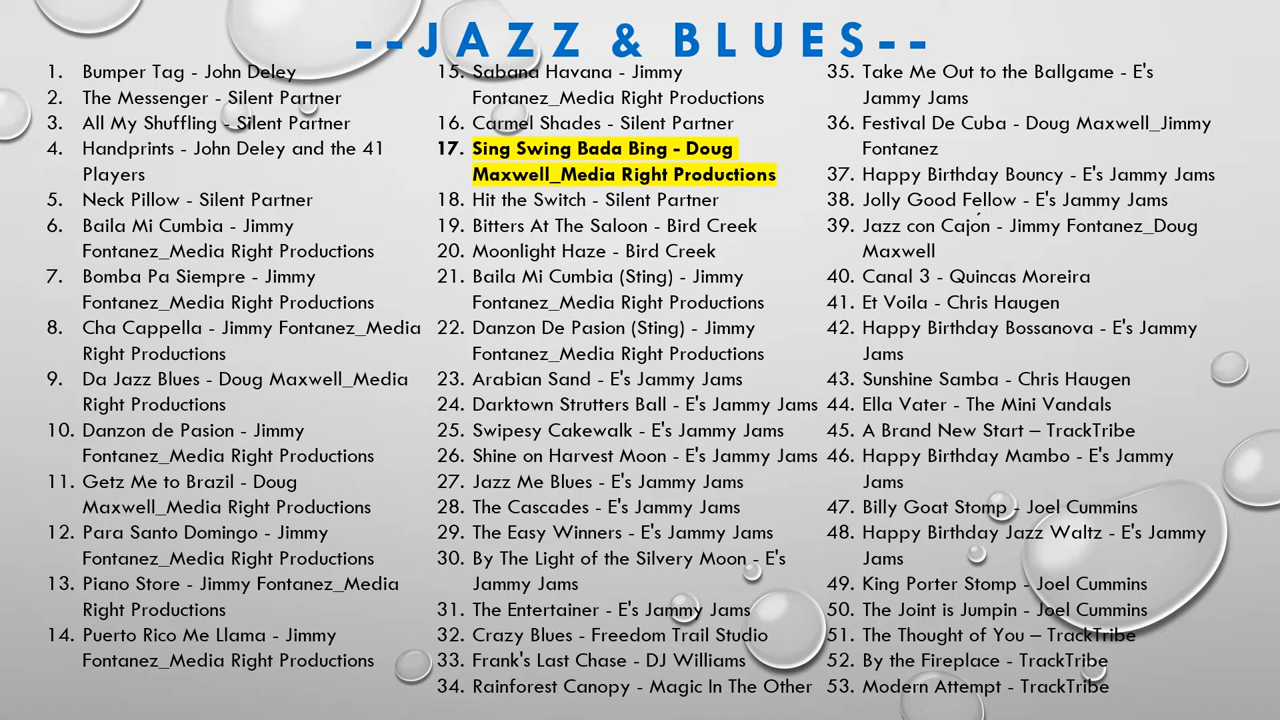 --JAZZ & BLUES--
1. Bumper Tag - John Deley
2. The Messenger - Silent Partner
3. All My Shuffling - Silent Partner
4. Handprints - John Deley and the 41
Players
5. Neck Pillow - Silent Partner
6. Baila Mi Cumbia - Jimmy
Fontanez_Media Right Productions
7. Bomba Pa Siempre - Jimmy
Fontanez_Media Right Productions
8. Cha Cappella - Jimmy Fontanez_Media
Right Productions
9. Da Jazz Blues - Doug Maxwell_Media
Right Productions
10. Danzon de Pasion - Jimmy
Fontanez_Media Right Productions
11. Getz Me to Brazil - Doug
Maxwell_Media Right Productions
12. Para Santo Domingo - Jimmy
Fontanez_Media Right Productions
13. Piano Store - Jimmy Fontanez_Media
Right Productions
14. Puerto Rico Me Llama - Jimmy
Fontanez_Media Right Productions
15. Sabana Havana - Jimmy
Fontanez_Media Right Productions
16. Carmel Shades - Silent Partner
17. Sing Swing Bada Bing - Doug
Maxwell_Media Right Productions
18. Hit the Switch - Silent Partner
19. Bitters At The Saloon - Bird Creek
20. Moonlight Haze - Bird Creek
21. Baila Mi Cumbia (Sting) - Jimmy
Fontanez_Media Right Productions
22. Danzon De Pasion (Sting) - Jimmy
Fontanez_Media Right Productions
23. Arabian Sand - E's Jammy Jams
24. Darktown Strutters Ball - E's Jammy Jams
25. Swipesy Cakewalk - E's Jammy Jams
26. Shine on Harvest Moon - E's Jammy Jams
27. Jazz Me Blues - E's Jammy Jams
28. The Cascades - E's Jammy Jams
29. The Easy Winners - E's Jammy Jams
30. By The Light of the Silvery Moon - E's
Jammy Jams
31. The Entertainer - E's Jammy Jams
32. Crazy Blues - Freedom Trail Studio
33. Frank's Last Chase - DJ Williams
34. Rainforest Canopy - Magic In The Other
35. Take Me Out to the Ballgame - E's
Jammy Jams
36. Festival De Cuba - Doug Maxwell_Jimmy
Fontanez
37. Happy Birthday Bouncy - E's Jammy Jams
38. Jolly Good Fellow - E's Jammy Jams
39. Jazz con Cajón - Jimmy Fontanez_Doug
Maxwell
40. Canal 3 - Quincas Moreira
41. Et Voila - Chris Haugen
42. Happy Birthday Bossanova - E's Jammy
Jams
43. Sunshine Samba - Chris Haugen
44. Ella Vater - The Mini Vandals
45. A Brand New Start – TrackTribe
46. Happy Birthday Mambo - E's Jammy
Jams
47. Billy Goat Stomp - Joel Cummins
48. Happy Birthday Jazz Waltz - E's Jammy
Jams
49. King Porter Stomp - Joel Cummins
50. The Joint is Jumpin - Joel Cummins
51. The Thought of You – TrackTribe
52. By the Fireplace - TrackTribe
53. Modern Attempt - TrackTribe